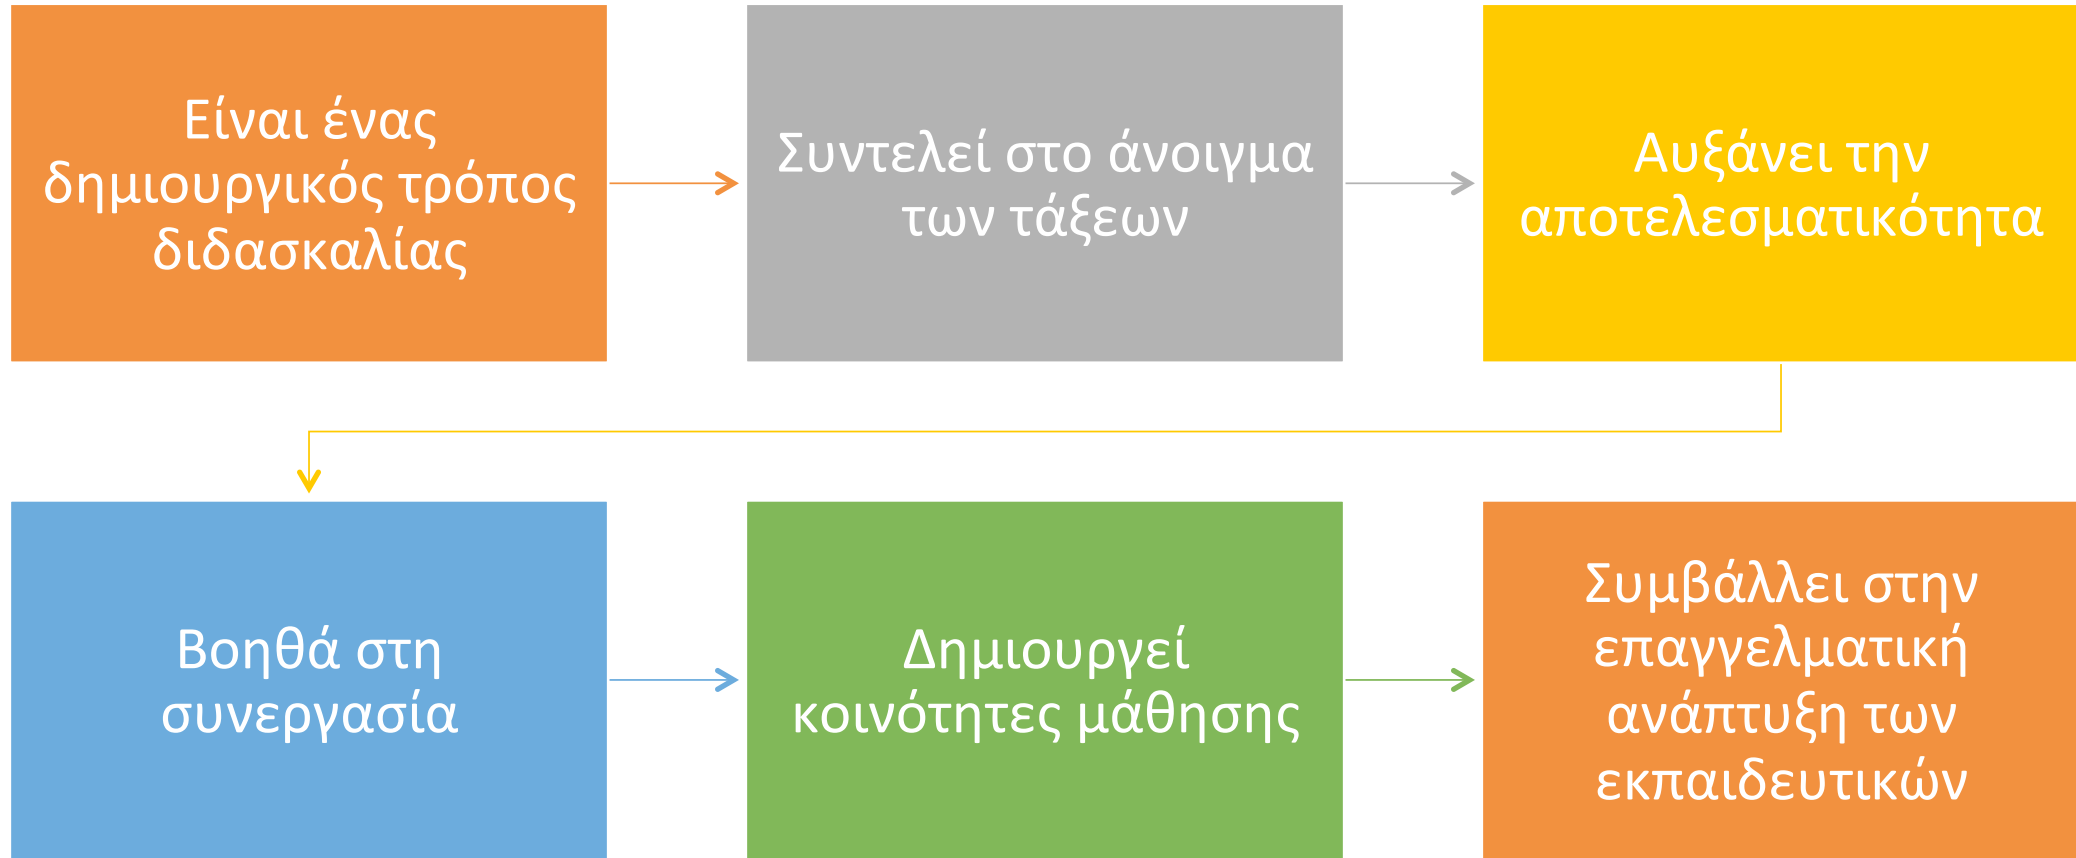 Είναι ένας
δημιουργικός τρόπος
διδασκαλίας
Συντελεί στο άνοιγμα
των τάξεων
Αυξάνει την
αποτελεσματικότητα
Βοηθά στη
συνεργασία
Δημιουργεί
κοινότητες μάθησης
Συμβάλλει στην
επαγγελματική
ανάπτυξη των
εκπαιδευτικών